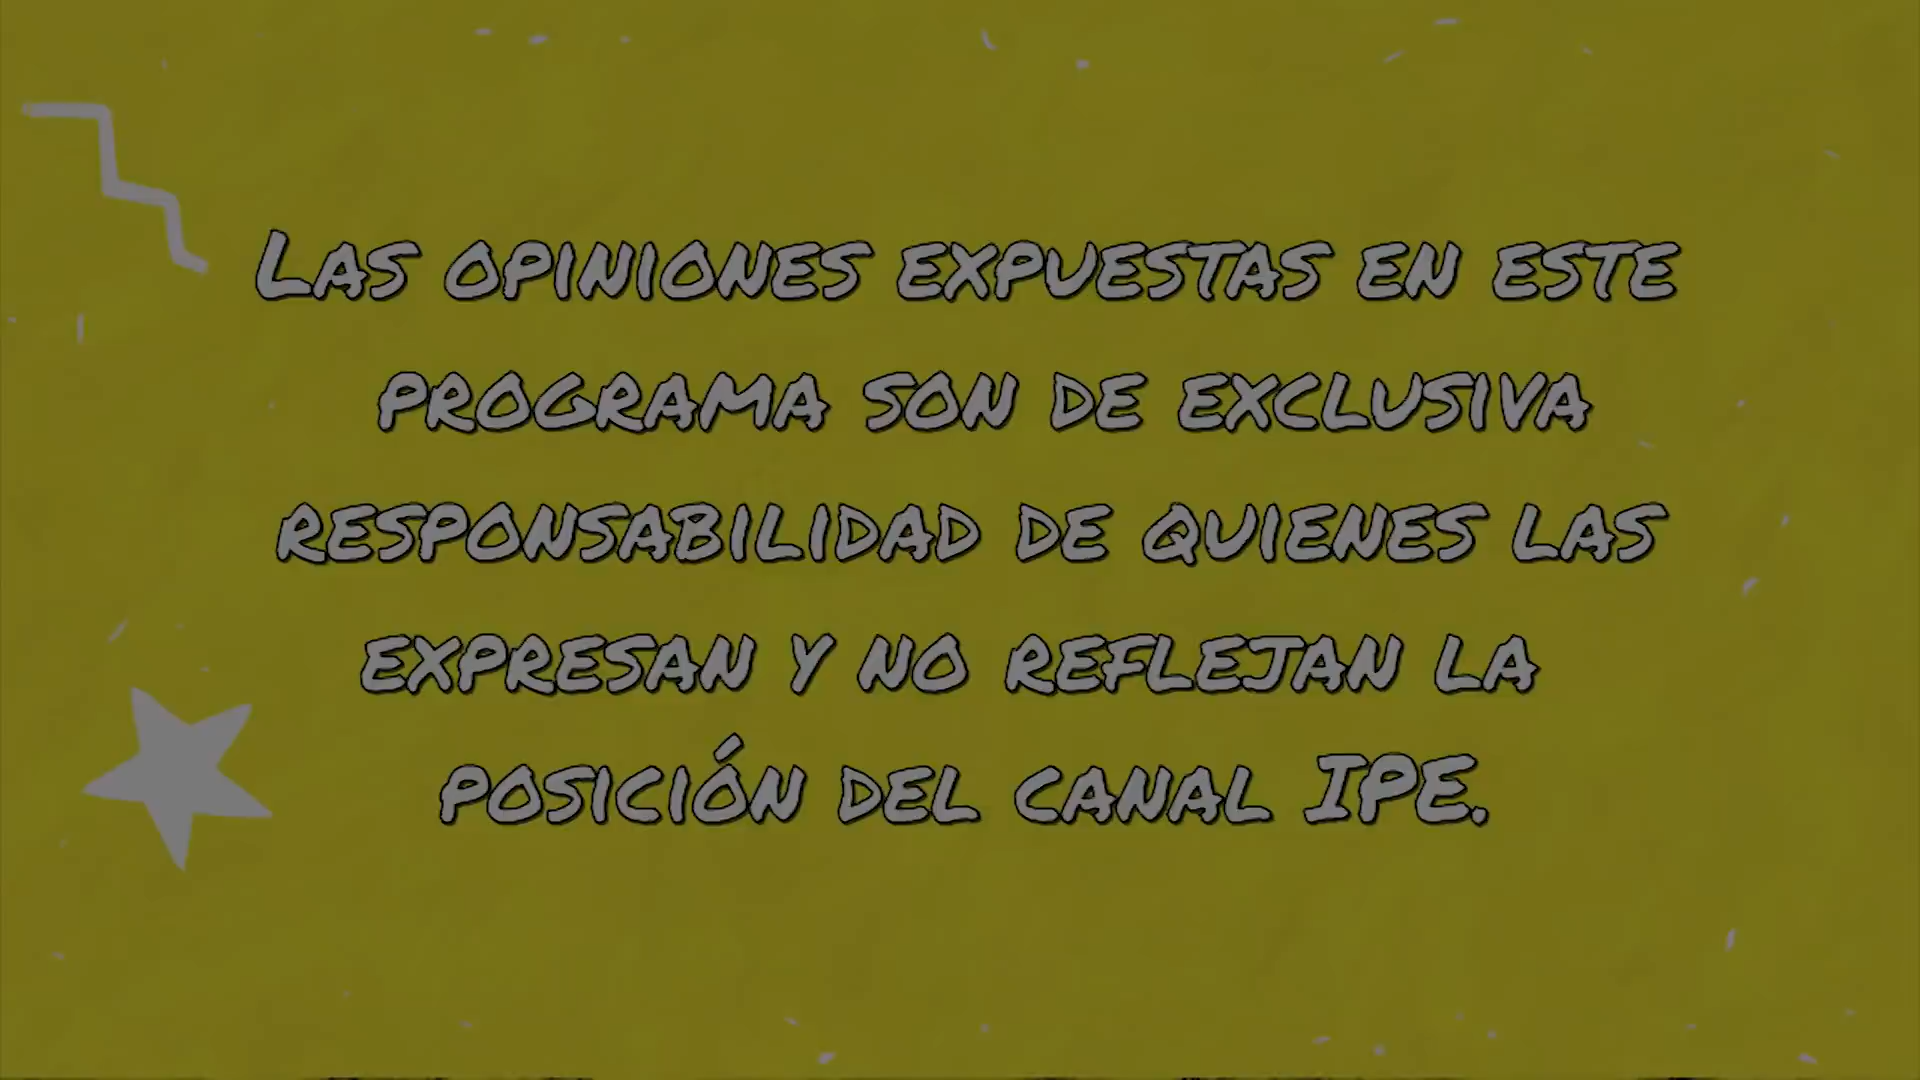 Las opiniones expuestas en este
programa son de exclusiva
responsabilidad de quienes las
expresan y no reflejan la
posición del canal IPE.